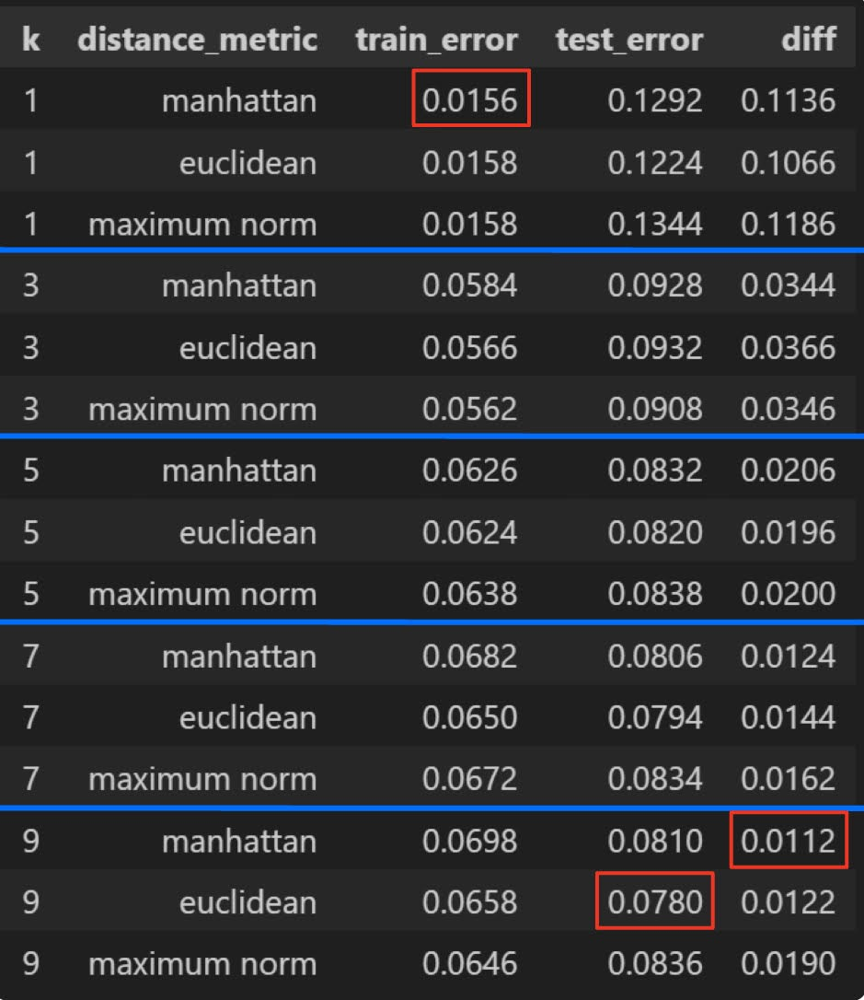 k distance_metric train_error test_error diff
1 manhattan 0.0156 0.1292 0.1136
1 euclidean 0.0158 0.1224 0.1066
1 maximum norm 0.0158 0.1344 0.1186
3 manhattan 0.0584 0.0928 0.0344
3 euclidean 0.0566 0.0932 0.0366
3 maximum norm 0.0562 0.0908 0.0346
5 manhattan 0.0626 0.0832 0.0206
5 euclidean 0.0624 0.0820 0.0196
5 maximum norm 0.0638 0.0838 0.0200
7 manhattan 0.0682 0.0806 0.0124
7 euclidean 0.0650 0.0794 0.0144
7 maximum norm 0.0672 0.0834 0.0162
9 manhattan 0.0698 0.0810 0.0112
9 euclidean 0.0658 0.0780 0.0122
9 maximum norm 0.0646 0.0836 0.0190